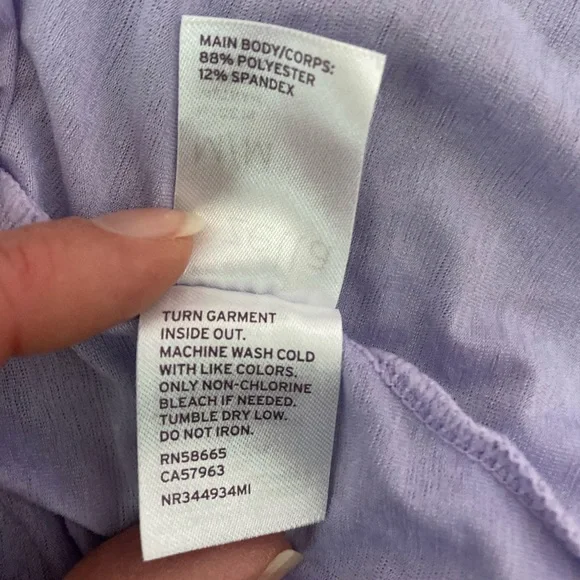 MAIN BODY/CORPS:
88% POLYESTER
12% SPANDEX
TURN GARMENT
INSIDE OUT.
MACHINE WASH COLD
WITH LIKE COLORS.
ONLY NON-CHLORINE
BLEACH IF NEEDED.
TUMBLE DRY LOW.
DO NOT IRON.
RN58665
CA57963
NR344934MI